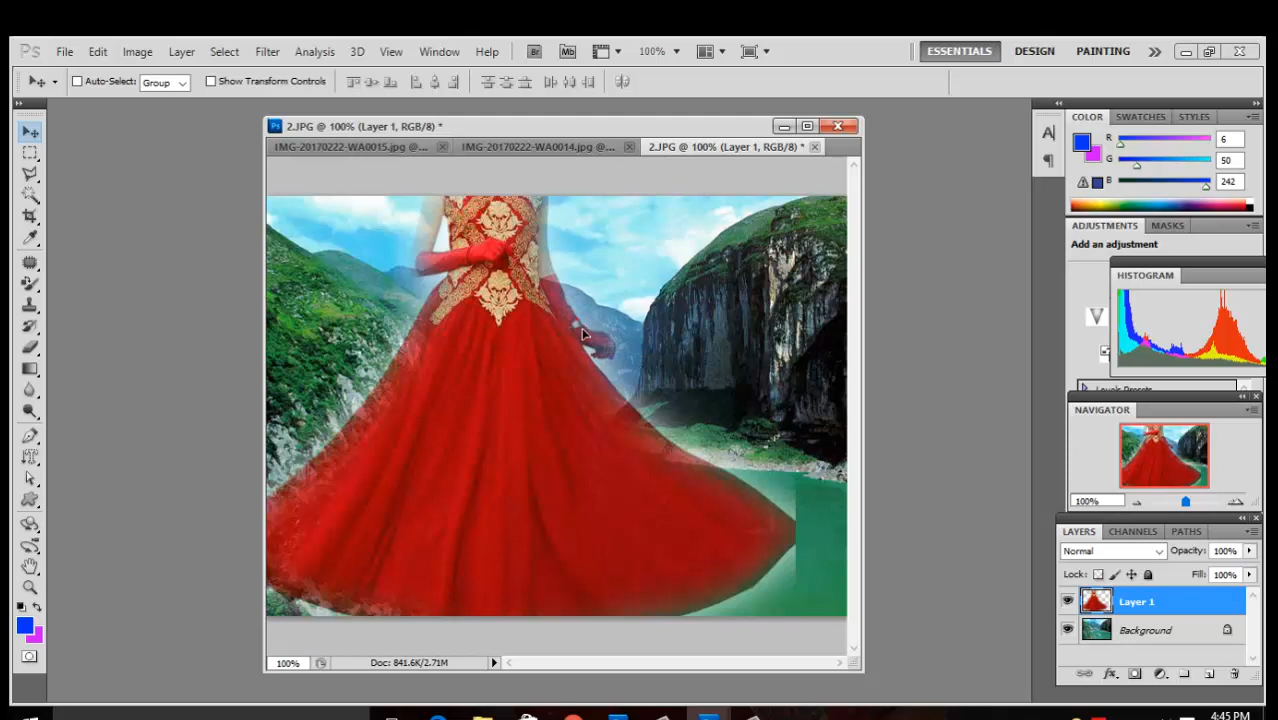 Ps File Edit Image Layer Select Filter Analysis 3D View Window Help Br Mb 100% ESSENTIALS DESIGN PAINTING
Auto-Select: Group Show Transform Controls
2.JPG @ 100% (Layer 1, RGB/8) *
IMG-20170222-WA0015.jpg @... IMG-20170222-WA0014.jpg @... 2.JPG @ 100% (Layer 1, RGB/8) *
COLOR SWATCHES STYLES
R 6
G 50
B 242
ADJUSTMENTS MASKS
Add an adjustment
HISTOGRAM
Levels Presets
NAVIGATOR
100%
LAYERS CHANNELS PATHS
Normal Opacity: 100%
Lock: Fill: 100%
Layer 1
Background
100% Doc: 841.6K/2.71M
4:45 PM